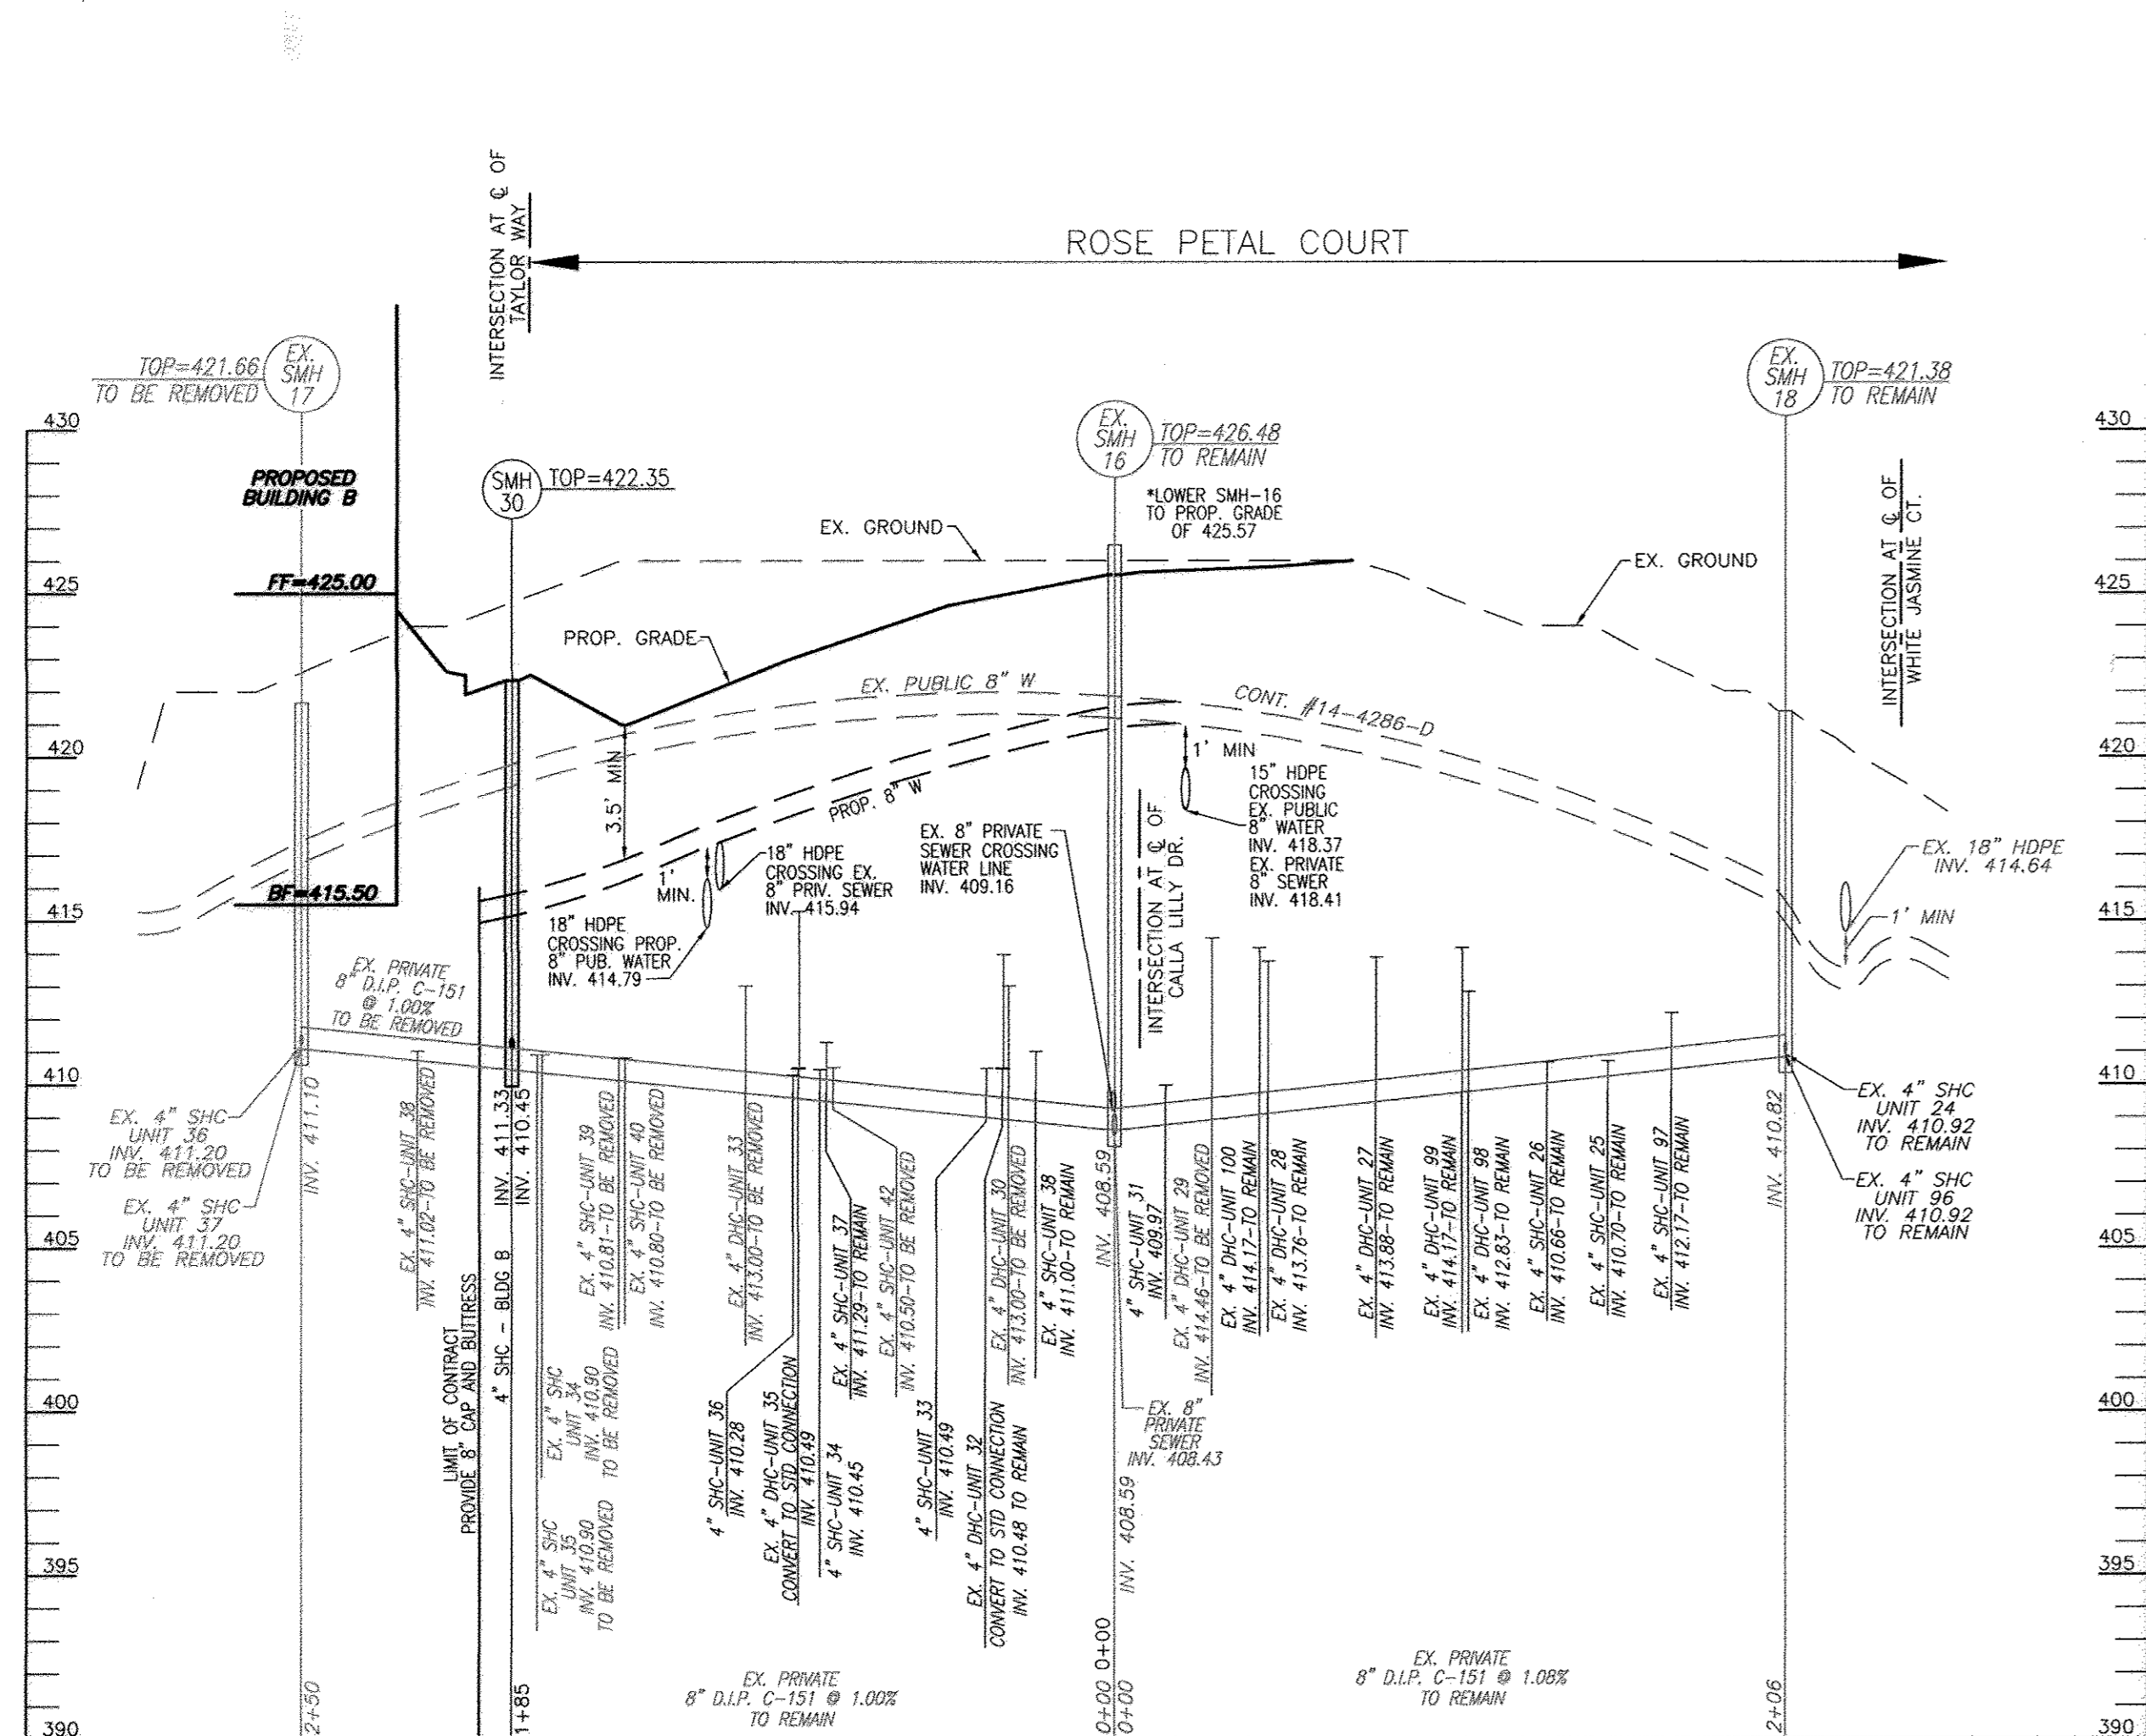 INTERSECTION AT ℄ OF
TAYLOR WAY
ROSE PETAL COURT
TOP=421.66
TO BE REMOVED
EX.
SMH
17
PROPOSED
BUILDING B
FF=425.00
BF=415.50
SMH
30
TOP=422.35
EX.
SMH
16
TOP=426.48
TO REMAIN
*LOWER SMH-16
TO PROP. GRADE
OF 425.57
EX.
SMH
18
TOP=421.38
TO REMAIN
INTERSECTION AT ℄ OF
WHITE JASMINE CT.
EX. GROUND
EX. GROUND
PROP. GRADE
EX. PUBLIC 8" W
CONT. #14-4286-D
3.5' MIN
PROP. 8" W
1'
MIN.
18" HDPE
CROSSING EX.
8" PRIV. SEWER
INV. 415.94
18" HDPE
CROSSING PROP.
8" PUB. WATER
INV. 414.79
EX. 8" PRIVATE
SEWER CROSSING
WATER LINE
INV. 409.16
INTERSECTION AT ℄ OF
CALLA LILLY DR.
1' MIN
15" HDPE
CROSSING
EX. PUBLIC
8" WATER
INV. 418.37
EX. PRIVATE
8" SEWER
INV. 418.41
EX. 18" HDPE
INV. 414.64
1' MIN
EX. PRIVATE
8" D.I.P. C-151
@ 1.00%
TO BE REMOVED
430
425
420
415
410
405
400
395
390
430
425
420
415
410
405
400
395
390
EX. 4" SHC
UNIT 36
INV. 411.20
TO BE REMOVED
EX. 4" SHC
UNIT 37
INV. 411.20
TO BE REMOVED
INV. 411.10
EX. 4" SHC-UNIT 38
INV. 411.02-TO BE REMOVED
LIMIT OF CONTRACT
PROVIDE 8" CAP AND BUTTRESS
4" SHC - BLDG B INV. 411.33
INV. 410.45
EX. 4" SHC
UNIT 34
INV. 410.90
TO BE REMOVED
EX. 4" SHC
UNIT 35
INV. 410.90
TO BE REMOVED
EX. 4" SHC-UNIT 39
INV. 410.81-TO BE REMOVED
EX. 4" SHC-UNIT 40
INV. 410.80-TO BE REMOVED
EX. 4" DHC-UNIT 33
INV. 413.00-TO BE REMOVED
4" SHC-UNIT 36
INV. 410.28
EX. 4" DHC-UNIT 35
CONVERT TO STD CONNECTION
INV. 410.49
4" SHC-UNIT 34
INV. 410.45
EX. 4" SHC-UNIT 37
INV. 411.29-TO REMAIN
EX. 4" SHC-UNIT 42
INV. 410.50-TO BE REMOVED
4" SHC-UNIT 33
INV. 410.49
EX. 4" DHC-UNIT 32
CONVERT TO STD CONNECTION
INV. 410.48 TO REMAIN
EX. 4" DHC-UNIT 30
INV. 413.00-TO BE REMOVED
EX. 4" SHC-UNIT 38
INV. 411.00-TO REMAIN
INV. 408.59
EX. 8"
PRIVATE
SEWER
INV. 408.43
INV. 408.59
4" SHC-UNIT 31
INV. 409.97
EX. 4" DHC-UNIT 29
INV. 414.46-TO BE REMOVED
EX. 4" DHC-UNIT 100
INV. 414.17-TO REMAIN
EX. 4" DHC-UNIT 28
INV. 413.76-TO REMAIN
EX. 4" DHC-UNIT 27
INV. 413.88-TO REMAIN
EX. 4" DHC-UNIT 99
INV. 414.17-TO REMAIN
EX. 4" DHC-UNIT 98
INV. 412.83-TO REMAIN
EX. 4" SHC-UNIT 26
INV. 410.66-TO REMAIN
EX. 4" SHC-UNIT 25
INV. 410.70-TO REMAIN
EX. 4" SHC-UNIT 97
INV. 412.17-TO REMAIN
INV. 410.82
EX. 4" SHC
UNIT 24
INV. 410.92
TO REMAIN
EX. 4" SHC
UNIT 96
INV. 410.92
TO REMAIN
2+50
1+85
EX. PRIVATE
8" D.I.P. C-151 @ 1.00%
TO REMAIN
0+00 0+00
0+00
EX. PRIVATE
8" D.I.P. C-151 @ 1.08%
TO REMAIN
2+06